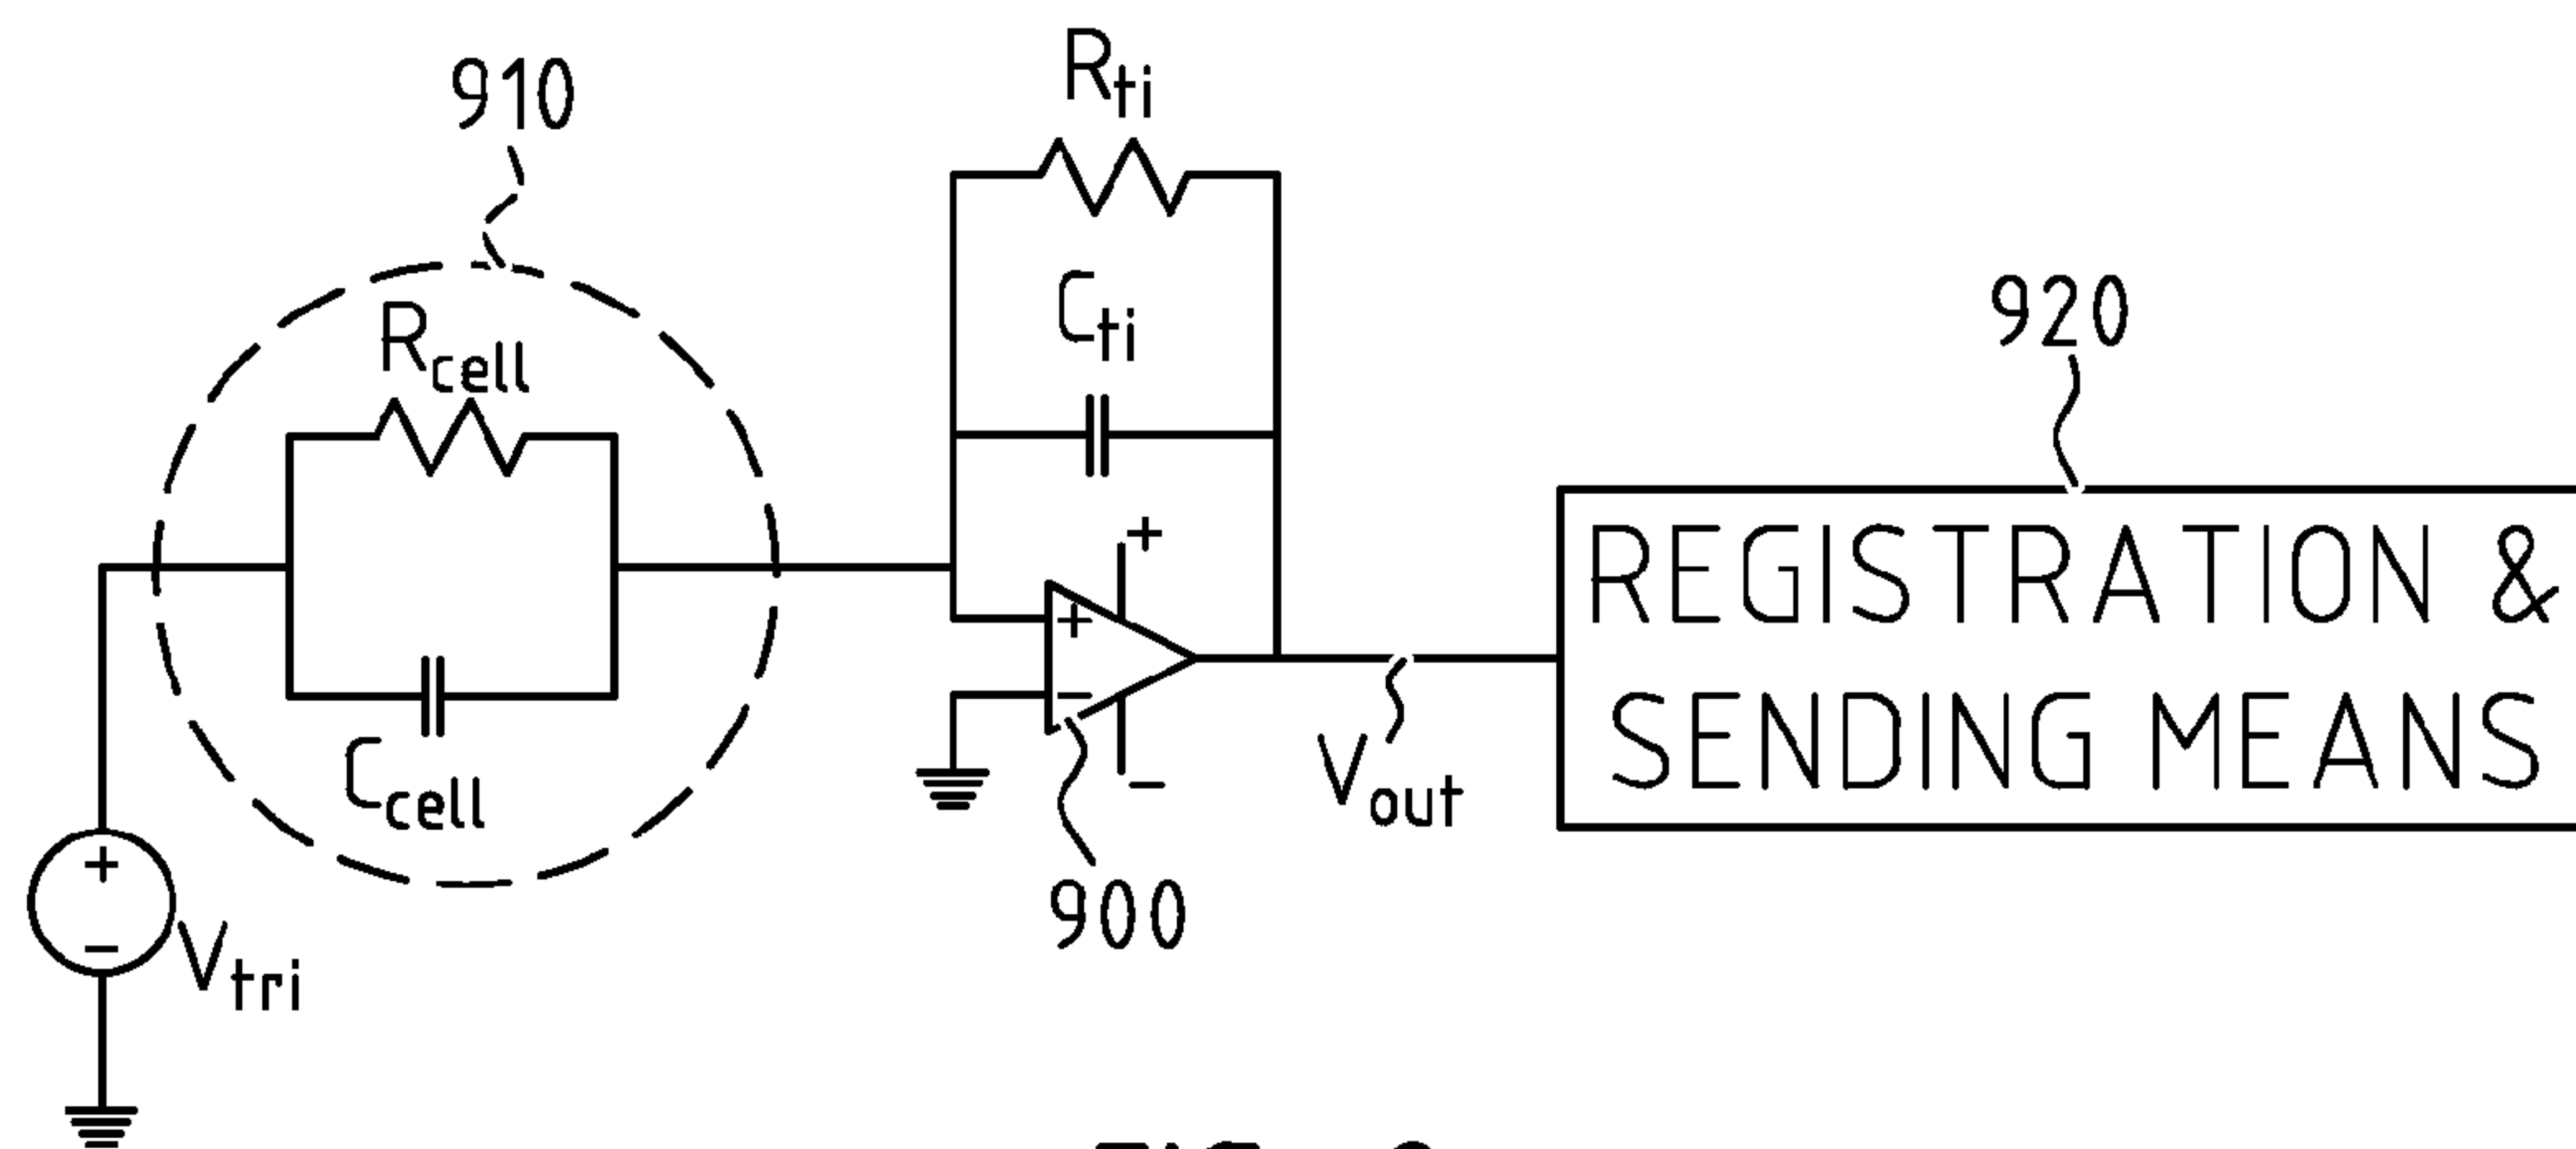 910
R_ti
C_ti
920
R_cell
C_cell
+
+
-
-
REGISTRATION &
SENDING MEANS
V_out
900
+
-
V_tri